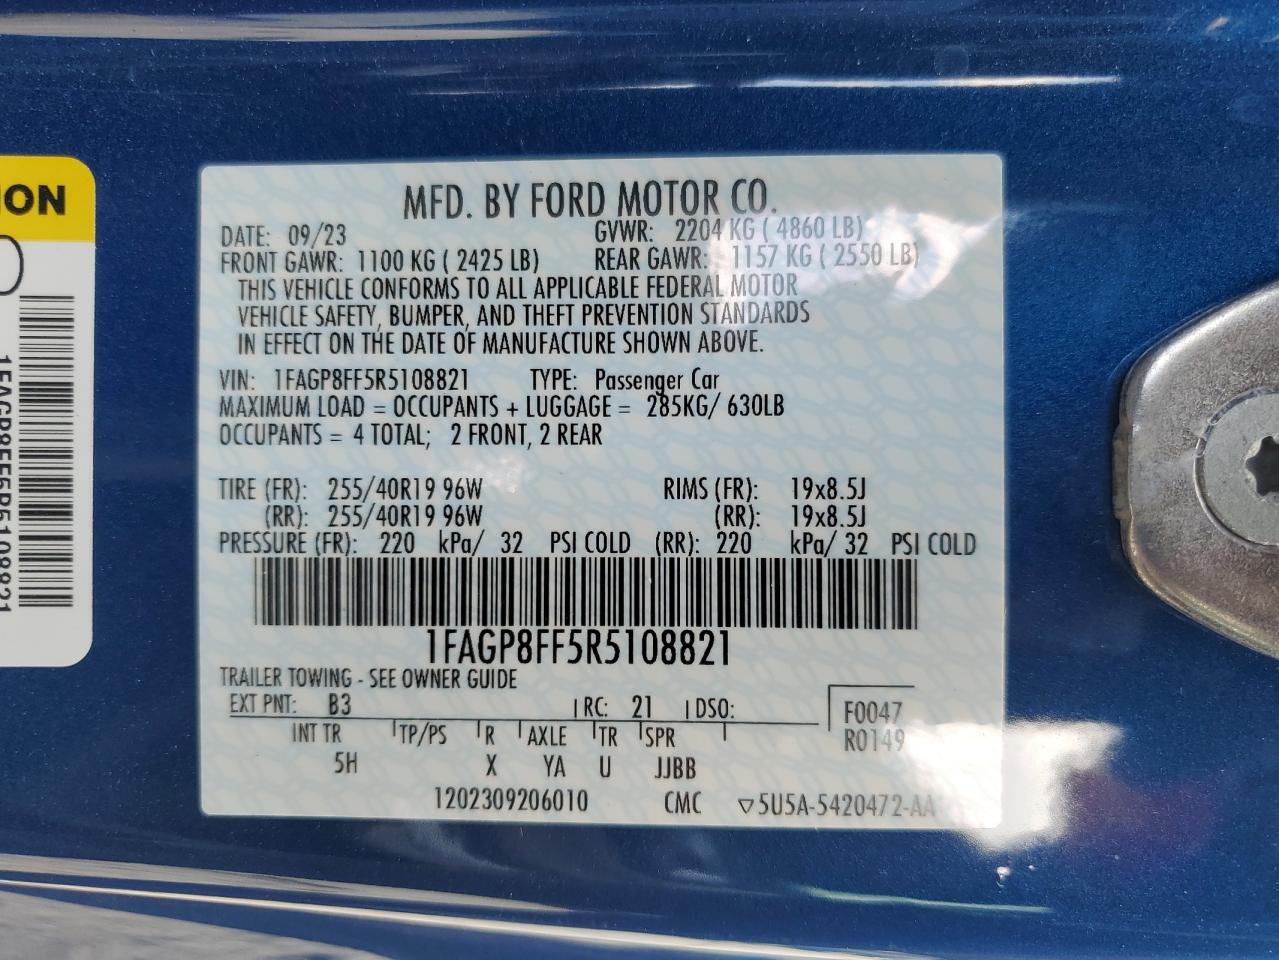 ION
1FAGP8FF5R5108821
MFD. BY FORD MOTOR CO.
DATE: 09/23 GVWR: 2204 KG ( 4860 LB)
FRONT GAWR: 1100 KG ( 2425 LB) REAR GAWR: 1157 KG ( 2550 LB)
THIS VEHICLE CONFORMS TO ALL APPLICABLE FEDERAL MOTOR
VEHICLE SAFETY, BUMPER, AND THEFT PREVENTION STANDARDS
IN EFFECT ON THE DATE OF MANUFACTURE SHOWN ABOVE.
VIN: 1FAGP8FF5R5108821 TYPE: Passenger Car
MAXIMUM LOAD = OCCUPANTS + LUGGAGE = 285KG/ 630LB
OCCUPANTS = 4 TOTAL; 2 FRONT, 2 REAR
TIRE (FR): 255/40R19 96W RIMS (FR): 19x8.5J
(RR): 255/40R19 96W (RR): 19x8.5J
PRESSURE (FR): 220 kPa/ 32 PSI COLD (RR): 220 kPa/ 32 PSI COLD
1FAGP8FF5R5108821
TRAILER TOWING - SEE OWNER GUIDE
EXT PNT: B3 RC: 21 DSO: F0047
INT TR TP/PS R AXLE TR SPR R0149
5H X YA U JJBB
1202309206010 CMC ▽5U5A-5420472-AA